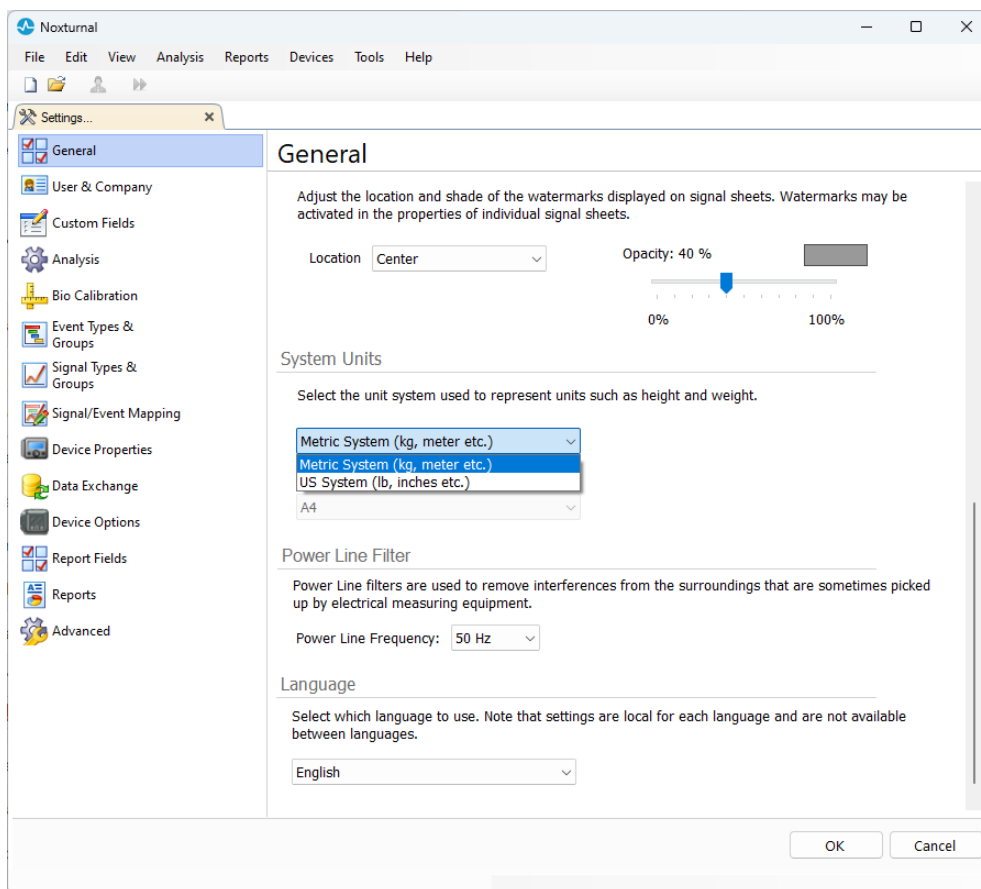 Noxturnal
File Edit View Analysis Reports Devices Tools Help
Settings...
General
User & Company
Custom Fields
Analysis
Bio Calibration
Event Types &
Groups
Signal Types &
Groups
Signal/Event Mapping
Device Properties
Data Exchange
Device Options
Report Fields
Reports
Advanced
General
Adjust the location and shade of the watermarks displayed on signal sheets. Watermarks may be
activated in the properties of individual signal sheets.
Location Center
Opacity: 40 %
0% 100%
System Units
Select the unit system used to represent units such as height and weight.
Metric System (kg, meter etc.)
Metric System (kg, meter etc.)
US System (lb, inches etc.)
A4
Power Line Filter
Power Line filters are used to remove interferences from the surroundings that are sometimes picked
up by electrical measuring equipment.
Power Line Frequency: 50 Hz
Language
Select which language to use. Note that settings are local for each language and are not available
between languages.
English
OK Cancel